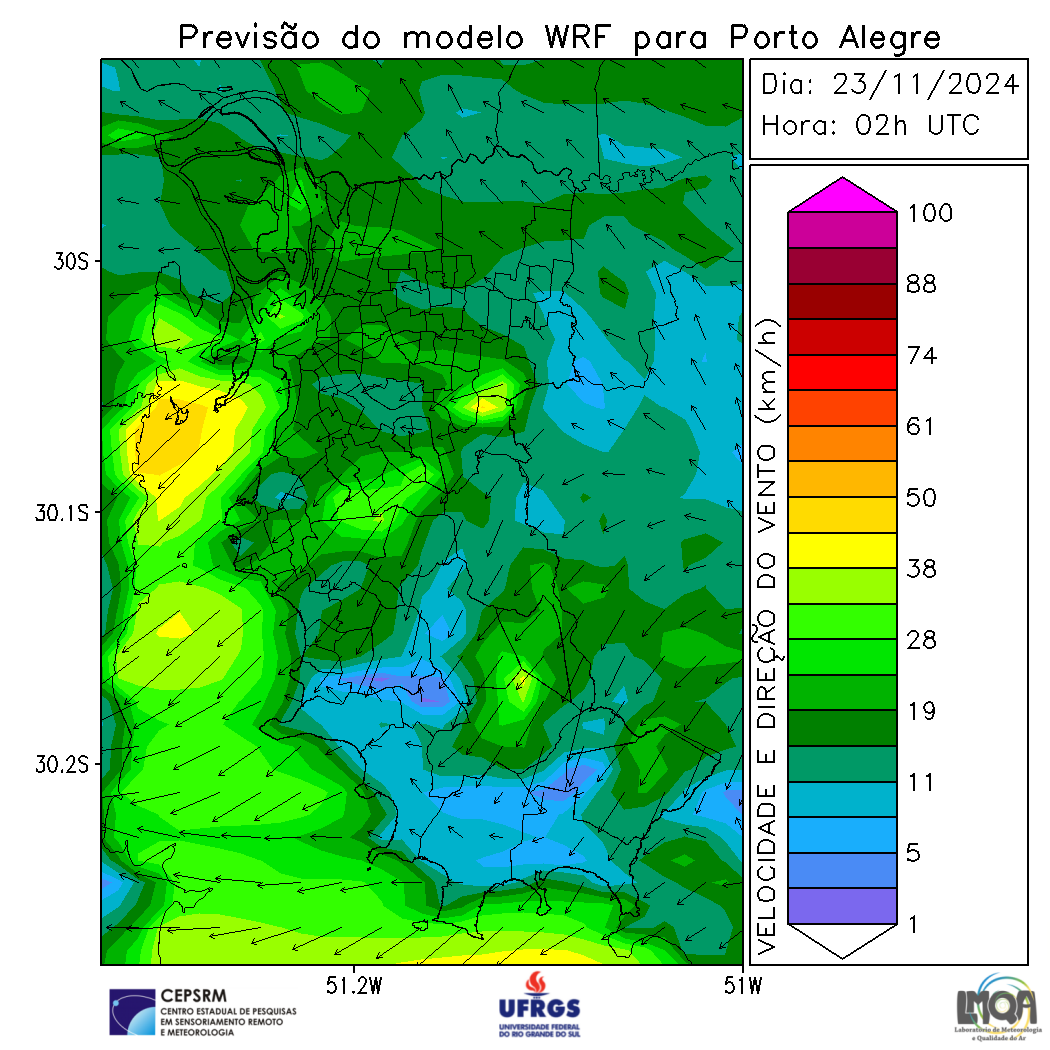 Previsão do modelo WRF para Porto Alegre
Dia: 23/11/2024
Hora: 02h UTC
30S
30.1S
30.2S
51.2W
51W
VELOCIDADE E DIREÇÃO DO VENTO (km/h)
100
88
74
61
50
38
28
19
11
5
1
CEPSRM
CENTRO ESTADUAL DE PESQUISAS
EM SENSORIAMENTO REMOTO
E METEOROLOGIA
UFRGS
UNIVERSIDADE FEDERAL
DO RIO GRANDE DO SUL
LMQA
Laboratório de Meteorologia
e Qualidade do Ar